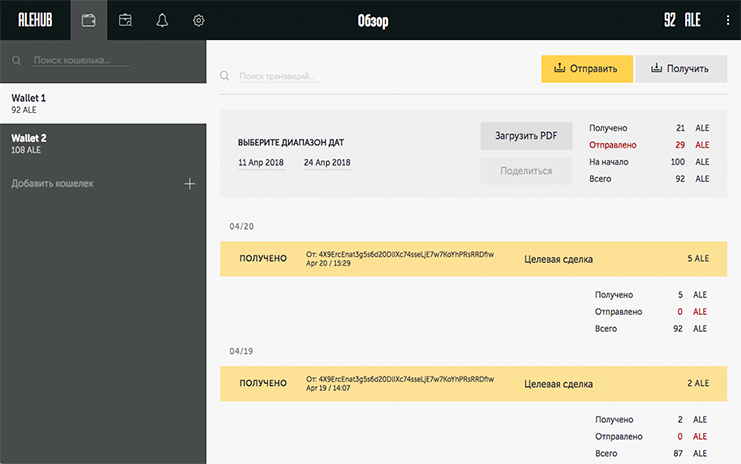 ALEHUB
Обзор
92 ALE
Поиск кошелька...
Wallet 1
92 ALE
Wallet 2
108 ALE
Добавить кошелек
Поиск транзакций...
Отправить
Получить
ВЫБЕРИТЕ ДИАПАЗОН ДАТ
11 Апр 2018 24 Апр 2018
Загрузить PDF
Поделиться
Получено 21 ALE
Отправлено 29 ALE
На начало 100 ALE
Всего 92 ALE
04/20
ПОЛУЧЕНО
От: 4X9ErcEnat3g5s6d20DllXc74sseLjE7w7KoYhPRsRRDfiw
Apr 20 / 15:29
Целевая сделка
5 ALE
Получено 5 ALE
Отправлено 0 ALE
Всего 92 ALE
04/19
ПОЛУЧЕНО
От: 4X9ErcEnat3g5s6d20DllXc74sseLjE7w7KoYhPRsRRDfiw
Apr 19 / 14:07
Целевая сделка
2 ALE
Получено 2 ALE
Отправлено 0 ALE
Всего 87 ALE